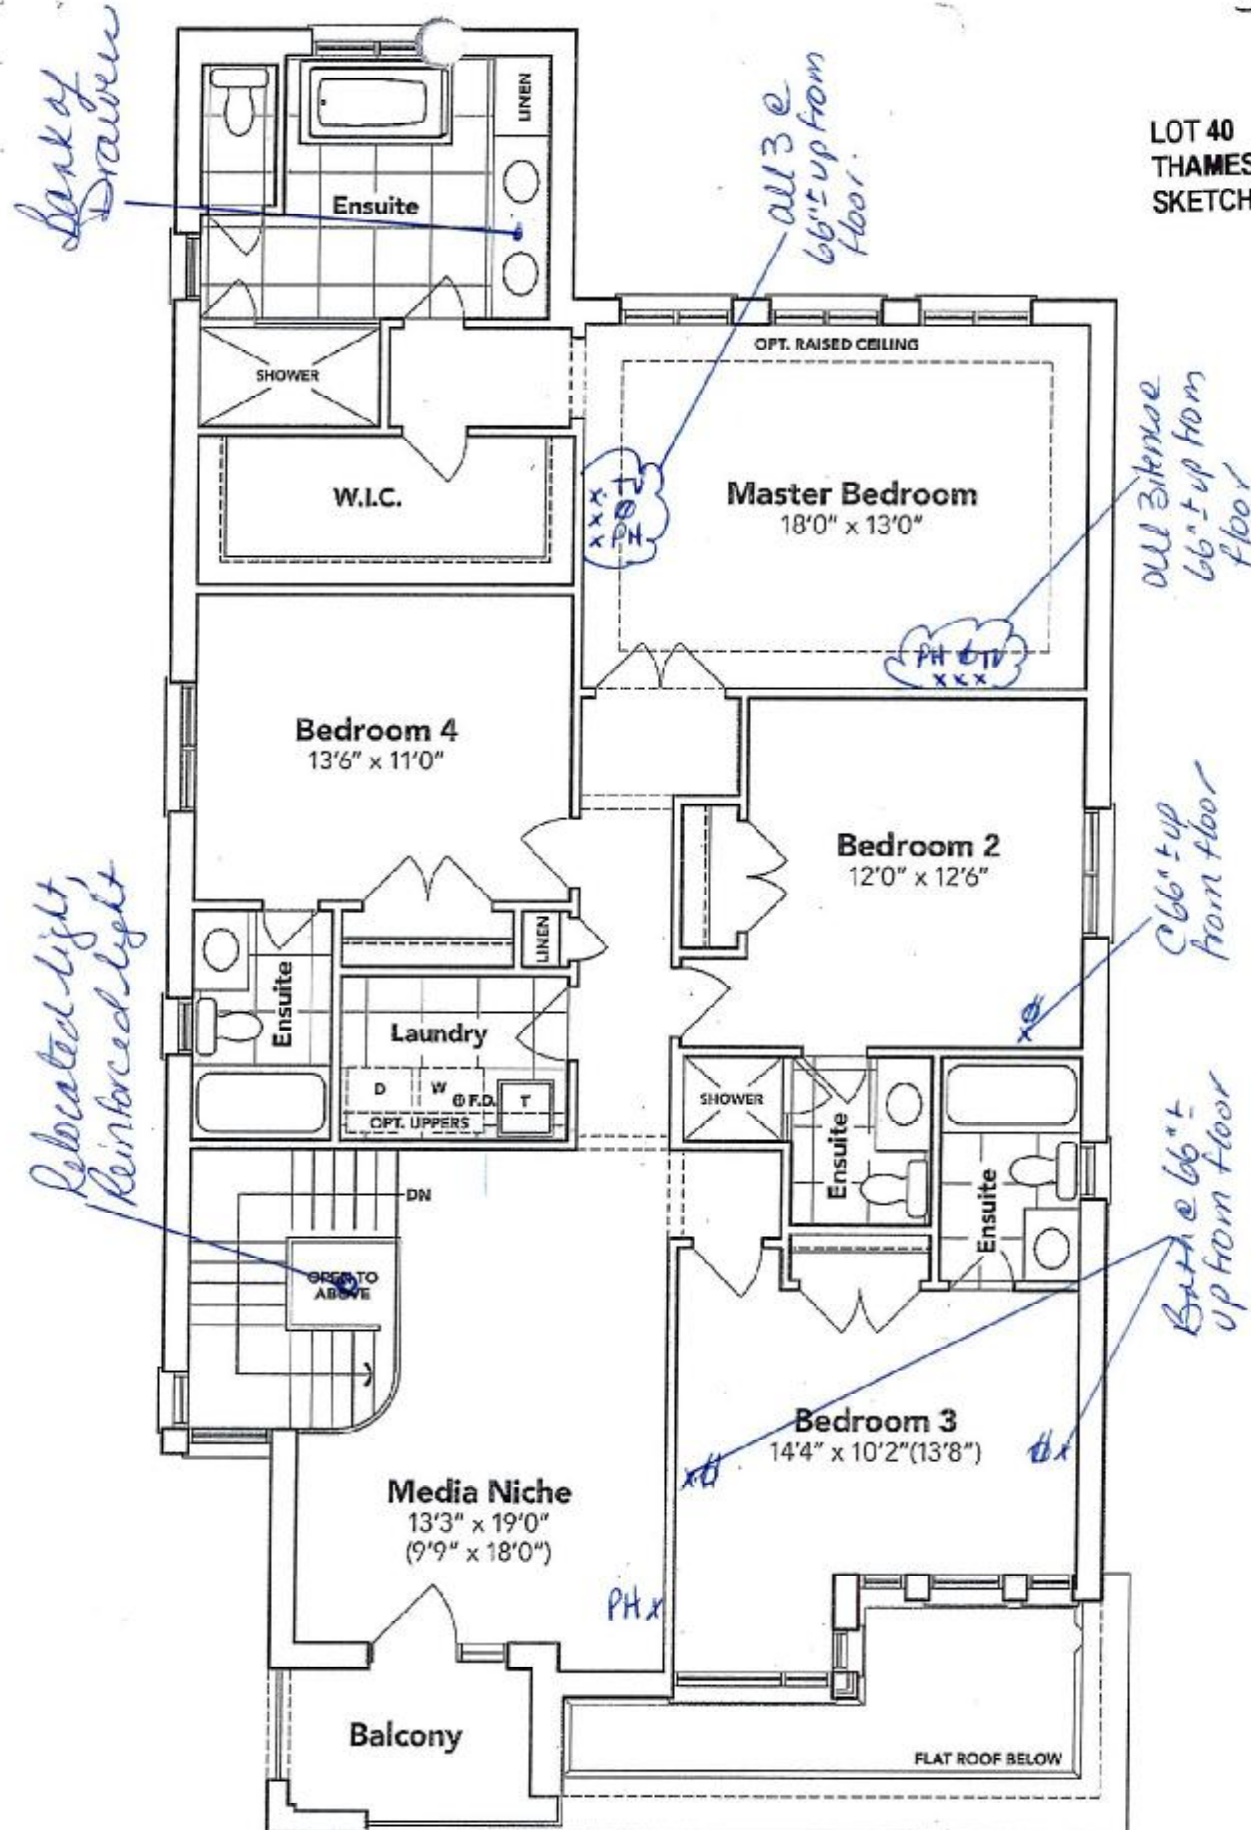 Bank of
Drawers
LINEN
Ensuite
all 3 @
66"± up from
floor.
LOT 40
THAMES
SKETCH
SHOWER
OPT. RAISED CEILING
W.I.C.
Master Bedroom
18'0" x 13'0"
x
x
x PH
all 3
66"± up from
floor
PH TV
x x x
Bedroom 4
13'6" x 11'0"
Bedroom 2
12'0" x 12'6"
@ 66"± up
from floor
x
LINEN
Ensuite
Laundry
D
W
F.D.
T
OPT. UPPERS
Relocated light,
Reinforced light
SHOWER
Ensuite
Ensuite
Both @ 66"±
up from floor
DN
OPEN TO
ABOVE
Bedroom 3
14'4" x 10'2"(13'8")
x
x
Media Niche
13'3" x 19'0"
(9'9" x 18'0")
PH x
Balcony
FLAT ROOF BELOW